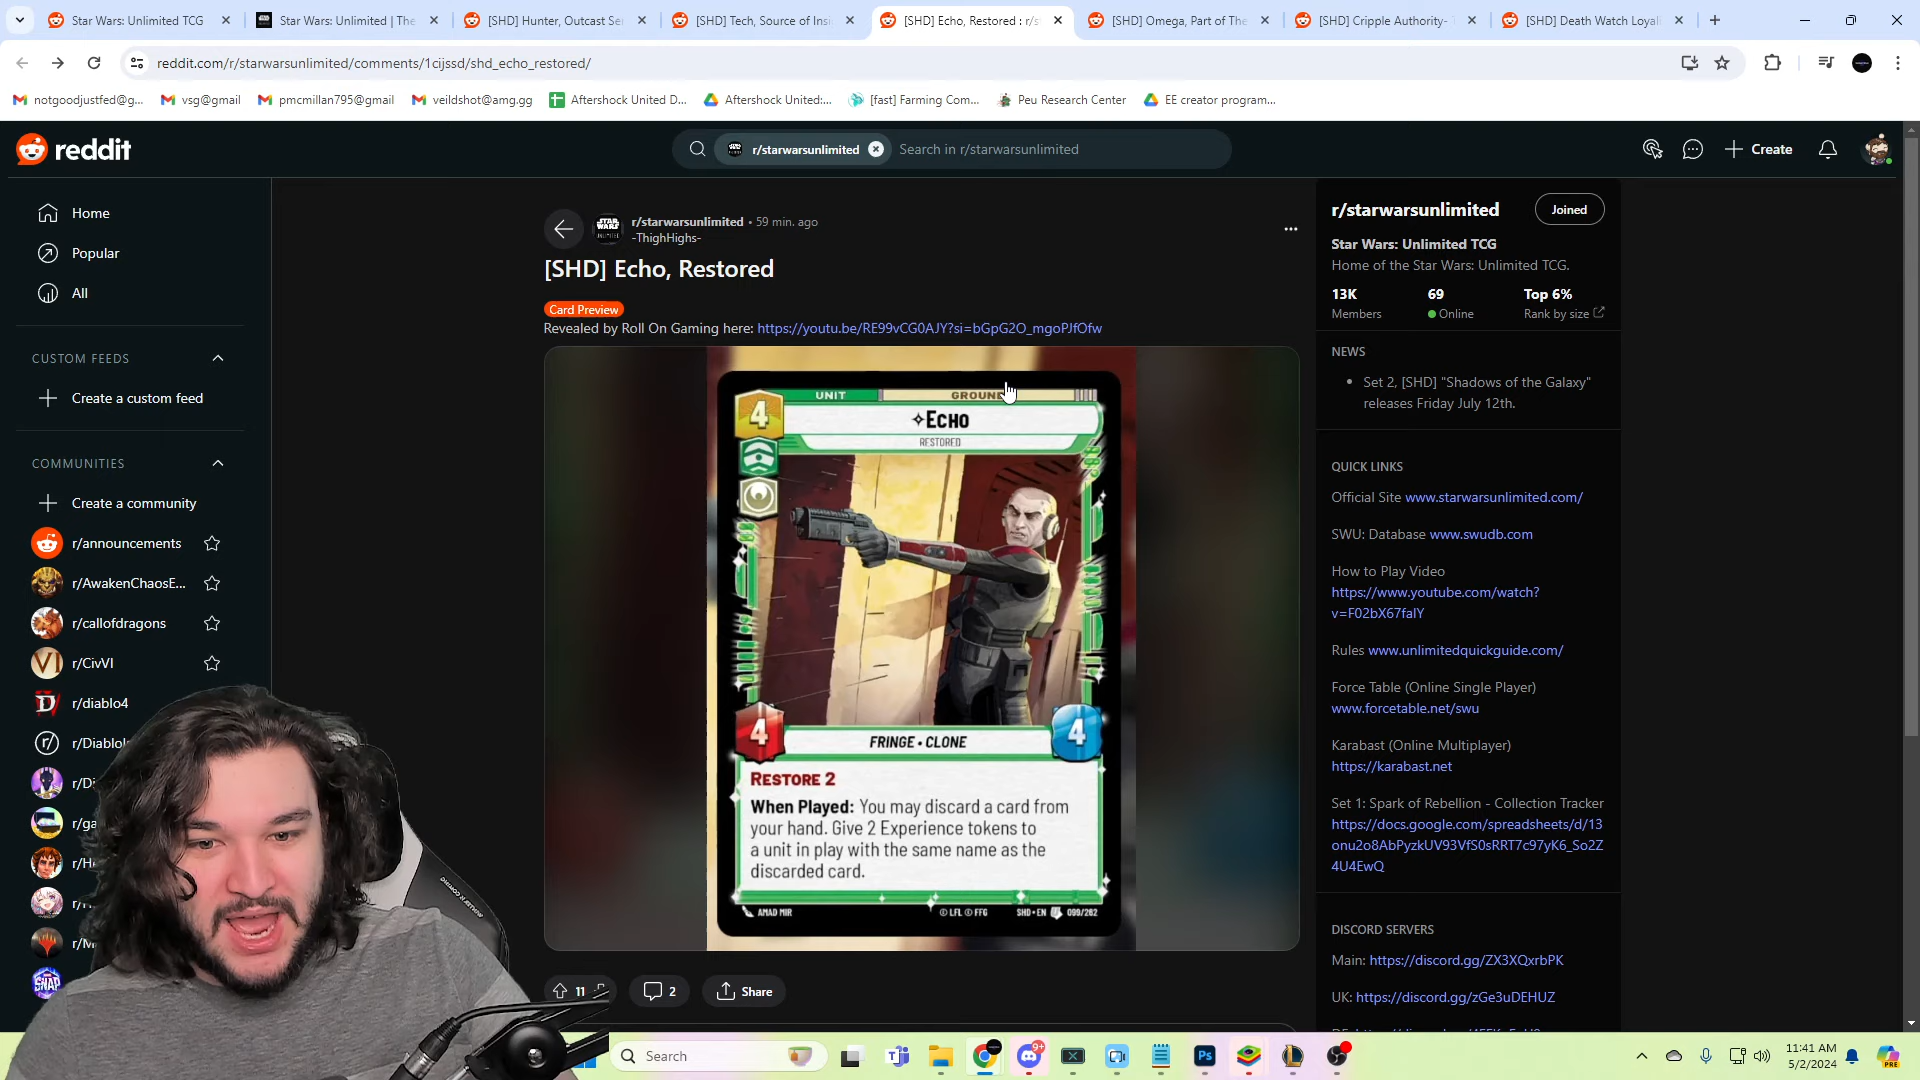 Star Wars: Unlimited TCG
Star Wars: Unlimited | The
[SHD] Hunter, Outcast Se
[SHD] Tech, Source of Ins
[SHD] Echo, Restored : r/s
[SHD] Omega, Part of The
[SHD] Cripple Authority-
[SHD] Death Watch Loyal
reddit.com/r/starwarsunlimited/comments/1cijssd/shd_echo_restored/
notgoodjustfed@g...
vsg@gmail
pmcmillan795@gmail
veildshot@amg.gg
Aftershock United D...
Aftershock United:...
[fast] Farming Com...
Peu Research Center
EE creator program...
reddit
r/starwarsunlimited
Search in r/starwarsunlimited
Create
Home
Popular
All
CUSTOM FEEDS
Create a custom feed
COMMUNITIES
Create a community
r/announcements
r/AwakenChaosE...
r/callofdragons
r/CivVI
r/diablo4
r/DiabloI
r/Di
r/ga
r/H
r/M
r/starwarsunlimited • 59 min. ago
-ThighHighs-
[SHD] Echo, Restored
Card Preview
Revealed by Roll On Gaming here: https://youtu.be/RE99vCG0AJY?si=bGpG2O_mgoPJfOfw
UNIT
GROUND
4
ECHO
RESTORED
4
FRINGE • CLONE
4
RESTORE 2
When Played: You may discard a card from
your hand. Give 2 Experience tokens to
a unit in play with the same name as the
discarded card.
AMAD MIR
© LFL © FFG
SHD • EN
099/262
11
2
Share
r/starwarsunlimited
Joined
Star Wars: Unlimited TCG
Home of the Star Wars: Unlimited TCG.
13K
69
Top 6%
Members
Online
Rank by size
NEWS
• Set 2, [SHD] "Shadows of the Galaxy"
releases Friday July 12th.
QUICK LINKS
Official Site www.starwarsunlimited.com/
SWU: Database www.swudb.com
How to Play Video
https://www.youtube.com/watch?
v=F02bX67faIY
Rules www.unlimitedquickguide.com/
Force Table (Online Single Player)
www.forcetable.net/swu
Karabast (Online Multiplayer)
https://karabast.net
Set 1: Spark of Rebellion - Collection Tracker
https://docs.google.com/spreadsheets/d/13
onu2o8AbPyzkUV93VfS0sRRT7c97yK6_So2Z
4U4EwQ
DISCORD SERVERS
Main: https://discord.gg/ZX3XQxrbPK
UK: https://discord.gg/zGe3uDEHUZ
Search
9+
11:41 AM
5/2/2024